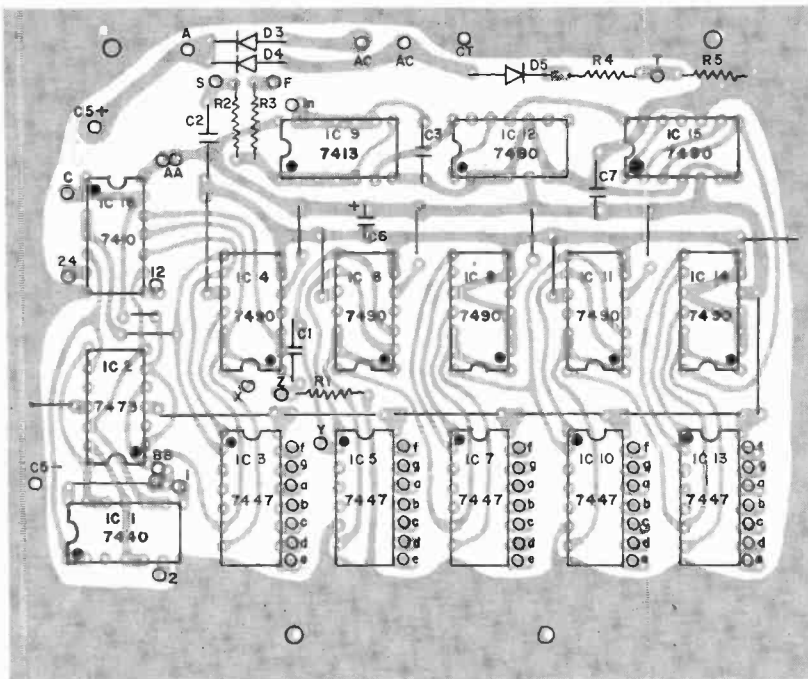 A
D3
D4
AC
AC
CT
D5
R4
T
R5
S
F
R2
R3
In
C5+
C2
IC 9
7413
C3
IC 12
7490
IC 15
7490
AA
C
7410
C7
+
C6
24
12
IC 4
7490
IC 8
7490
7490
IC 11
7490
IC 14
7490
C1
IC 2
7473
X
Z
R1
Y
C5-
BB
1
IC 3
7447
f
g
a
b
c
d
e
IC 5
7447
f
g
a
b
c
d
e
IC 7
7447
f
g
a
b
c
d
e
IC 10
7447
f
g
a
b
c
d
e
IC 13
7447
f
g
a
b
c
d
e
IC 1
7440
2